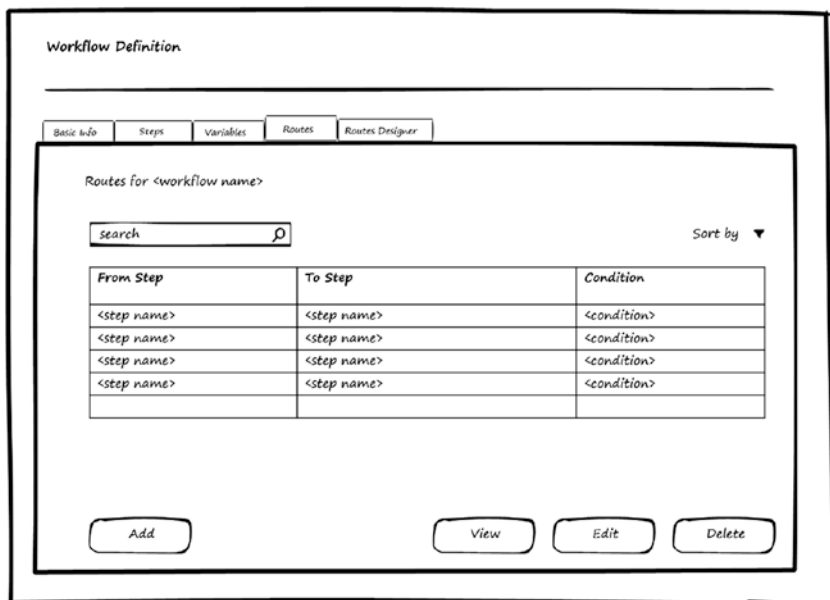 Workflow Definition
Basic Info Steps Variables Routes Routes Designer
Routes for <workflow name>
search Sort by
From Step To Step Condition
<step name> <step name> <condition>
<step name> <step name> <condition>
<step name> <step name> <condition>
<step name> <step name> <condition>
Add View Edit Delete